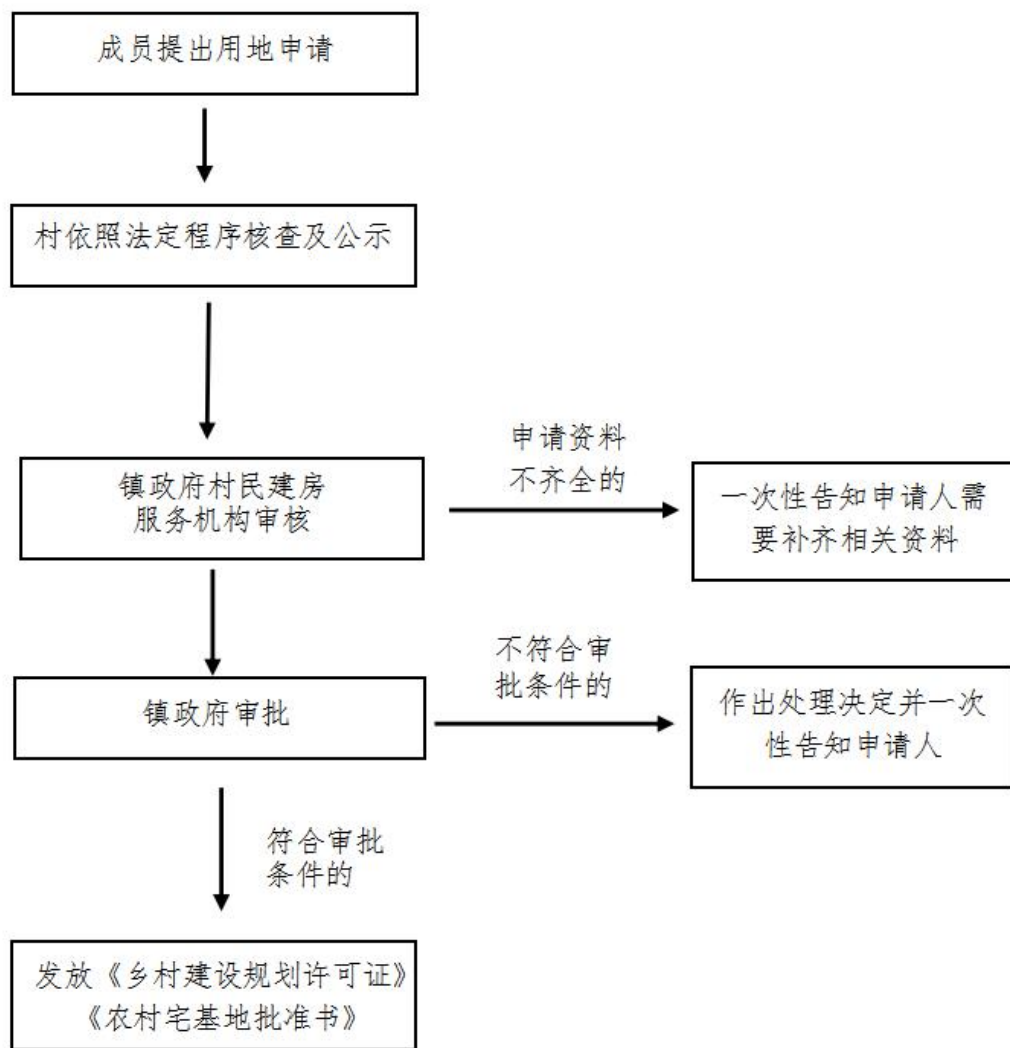 成员提出用地申请
村依照法定程序核查及公示
申请资料
不齐全的
镇政府村民建房
服务机构审核
一次性告知申请人需
要补齐相关资料
不符合审
批条件的
镇政府审批
作出处理决定并一次
性告知申请人
符合审批
条件的
发放《乡村建设规划许可证》
《农村宅基地批准书》